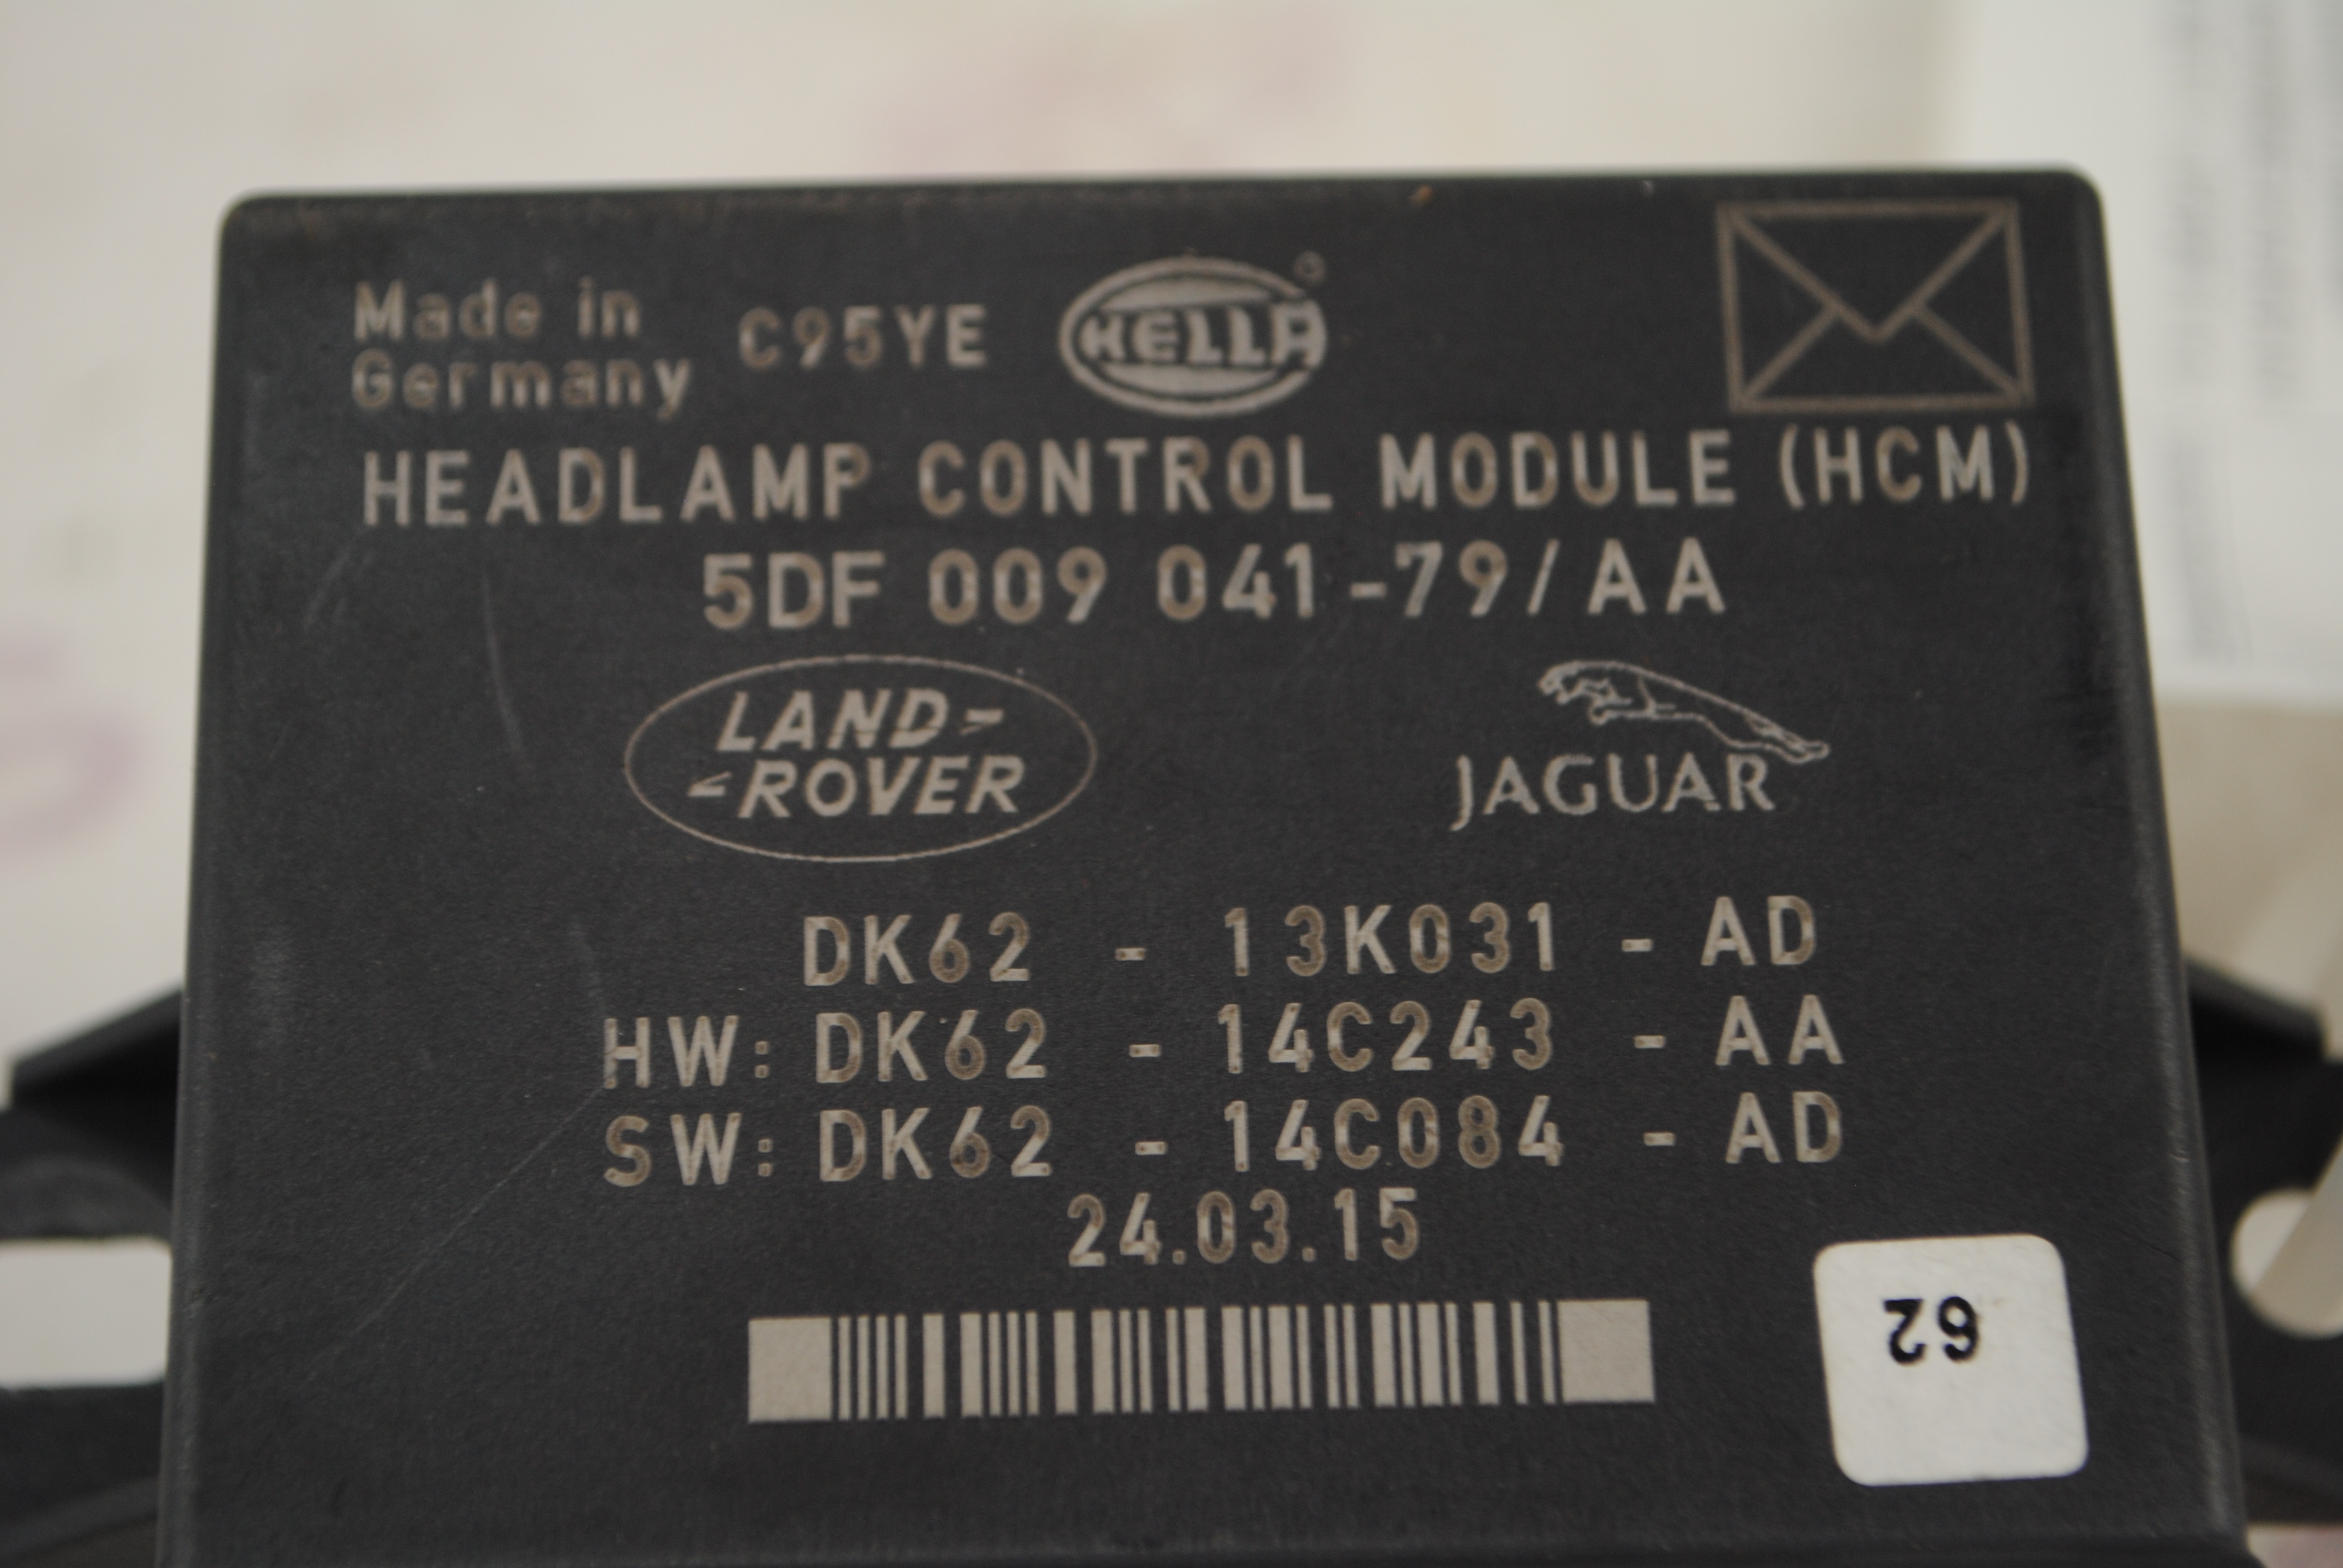 Made in
Germany
C95YE
HELLA
HEADLAMP CONTROL MODULE (HCM)
5DF 009 041-79/AA
LAND-
ROVER
JAGUAR
DK62 - 13K031 - AD
HW: DK62 - 14C243 - AA
SW: DK62 - 14C084 - AD
24.03.15
62